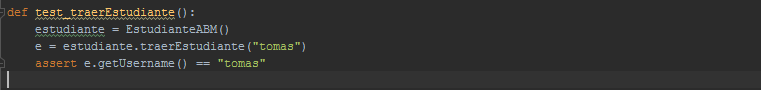 def test_traerEstudiante():
    estudiante = EstudianteABM()
    e = estudiante.traerEstudiante("tomas")
    assert e.getUsername() == "tomas"